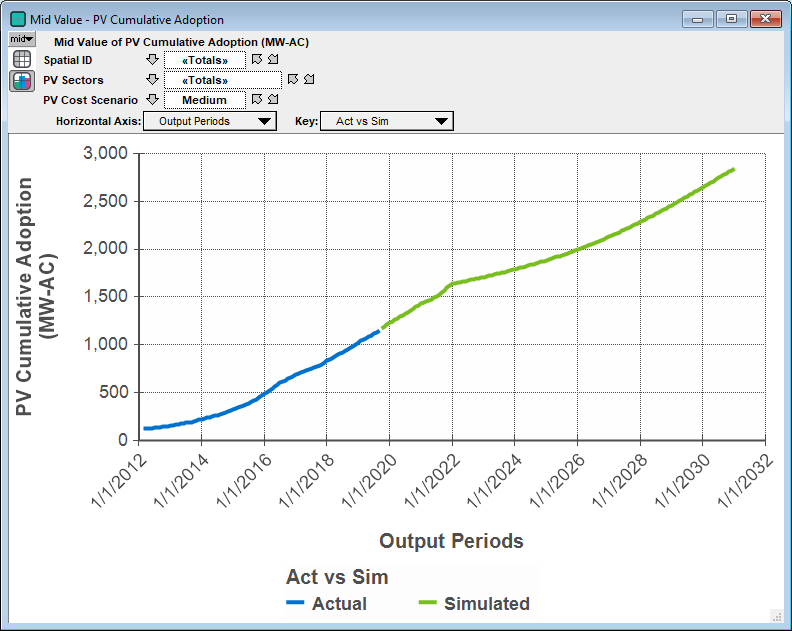 Mid Value - PV Cumulative Adoption
mid
Mid Value of PV Cumulative Adoption (MW-AC)
Spatial ID «Totals»
PV Sectors «Totals»
PV Cost Scenario Medium
Horizontal Axis: Output Periods Key: Act vs Sim
PV Cumulative Adoption
(MW-AC)
3,000
2,500
2,000
1,500
1,000
500
0
1/1/2012 1/1/2014 1/1/2016 1/1/2018 1/1/2020 1/1/2022 1/1/2024 1/1/2026 1/1/2028 1/1/2030 1/1/2032
Output Periods
Act vs Sim
Actual Simulated